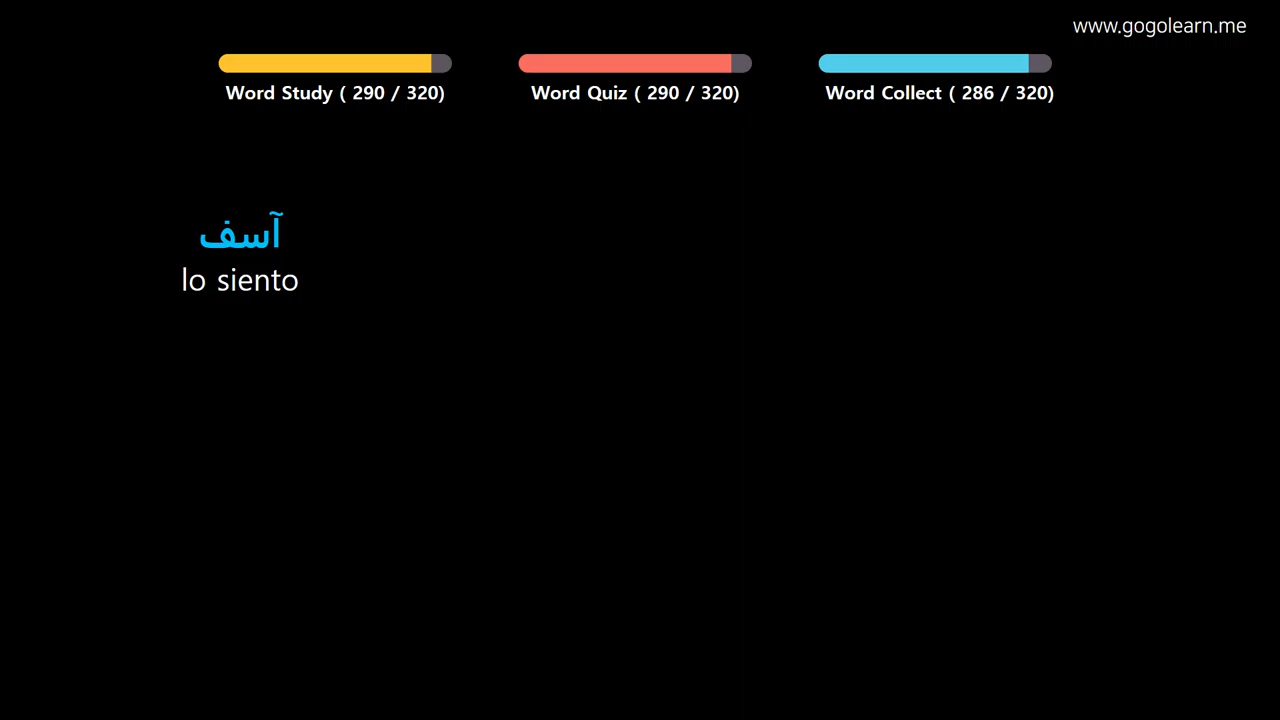 www.gogolearn.me
Word Study ( 290 / 320)
Word Quiz ( 290 / 320)
Word Collect ( 286 / 320)
آسف
lo siento